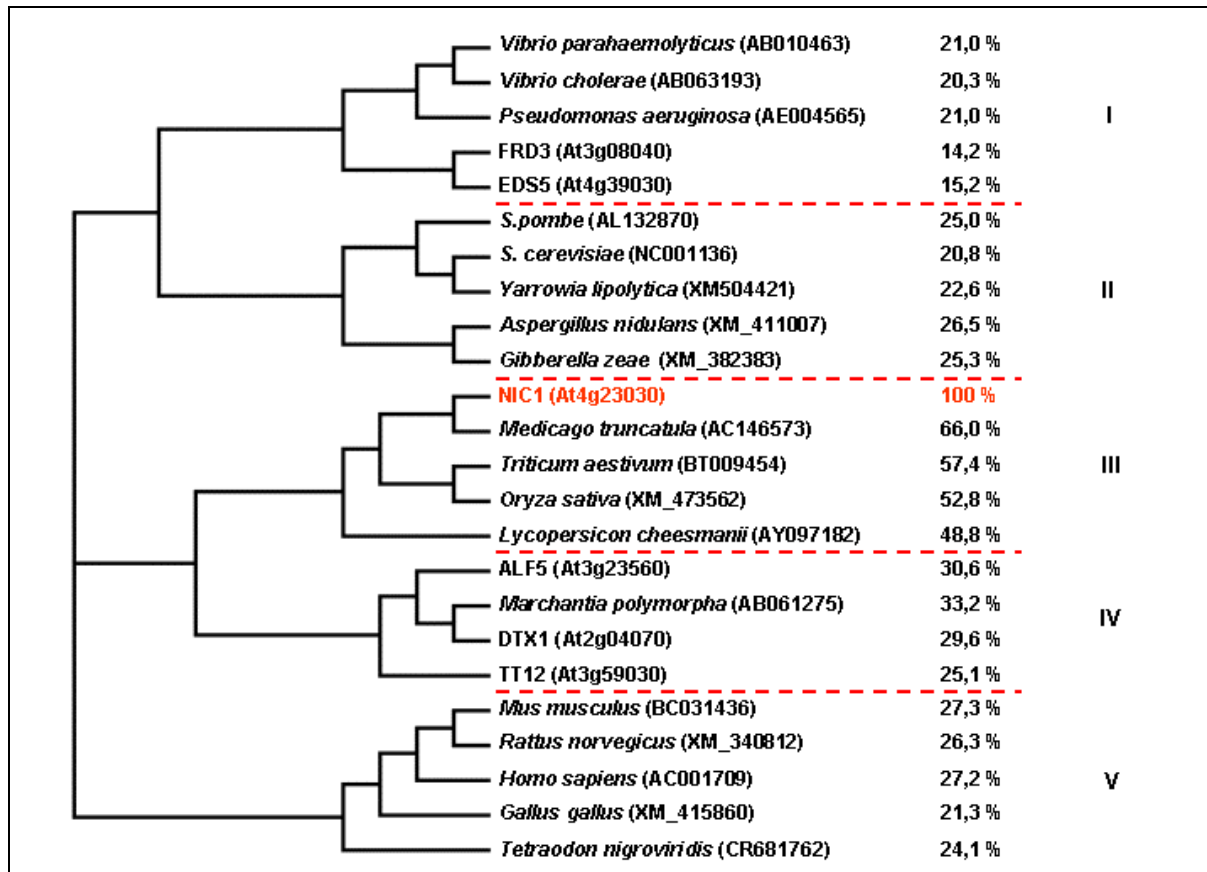 Vibrio parahaemolyticus (AB010463) 21,0 %
Vibrio cholerae (AB063193) 20,3 %
Pseudomonas aeruginosa (AE004565) 21,0 %
I
FRD3 (At3g08040) 14,2 %
EDS5 (At4g39030) 15,2 %
S.pombe (AL132870) 25,0 %
S. cerevisiae (NC001136) 20,8 %
Yarrowia lipolytica (XM504421) 22,6 %
II
Aspergillus nidulans (XM_411007) 26,5 %
Gibberella zeae (XM_382383) 25,3 %
NIC1 (At4g23030) 100 %
Medicago truncatula (AC146573) 66,0 %
Triticum aestivum (BT009454) 57,4 %
III
Oryza sativa (XM_473562) 52,8 %
Lycopersicon cheesmanii (AY097182) 48,8 %
ALF5 (At3g23560) 30,6 %
Marchantia polymorpha (AB061275) 33,2 %
IV
DTX1 (At2g04070) 29,6 %
TT12 (At3g59030) 25,1 %
Mus musculus (BC031436) 27,3 %
Rattus norvegicus (XM_340812) 26,3 %
Homo sapiens (AC001709) 27,2 %
V
Gallus gallus (XM_415860) 21,3 %
Tetraodon nigroviridis (CR681762) 24,1 %